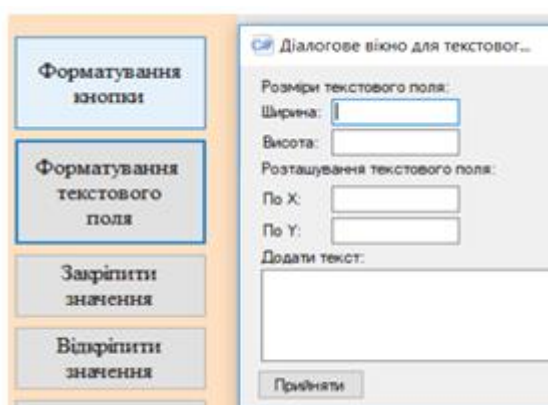 Форматування
кнопки
Форматування
текстового
поля
Закріпити
значення
Відкріпити
значення
C# Діалогове вікно для текстовог...
Розміри текстового поля:
Ширина:
Висота:
Розташування текстового поля:
По X:
По Y:
Додати текст:
Прийняти